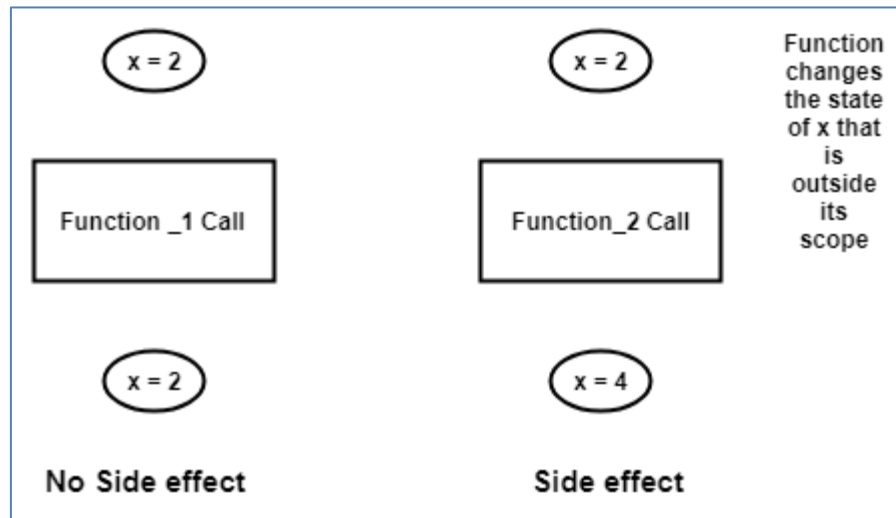 x = 2
Function _1 Call
x = 2
No Side effect
x = 2
Function_2 Call
x = 4
Side effect
Function
changes
the state
of x that
is
outside
its
scope